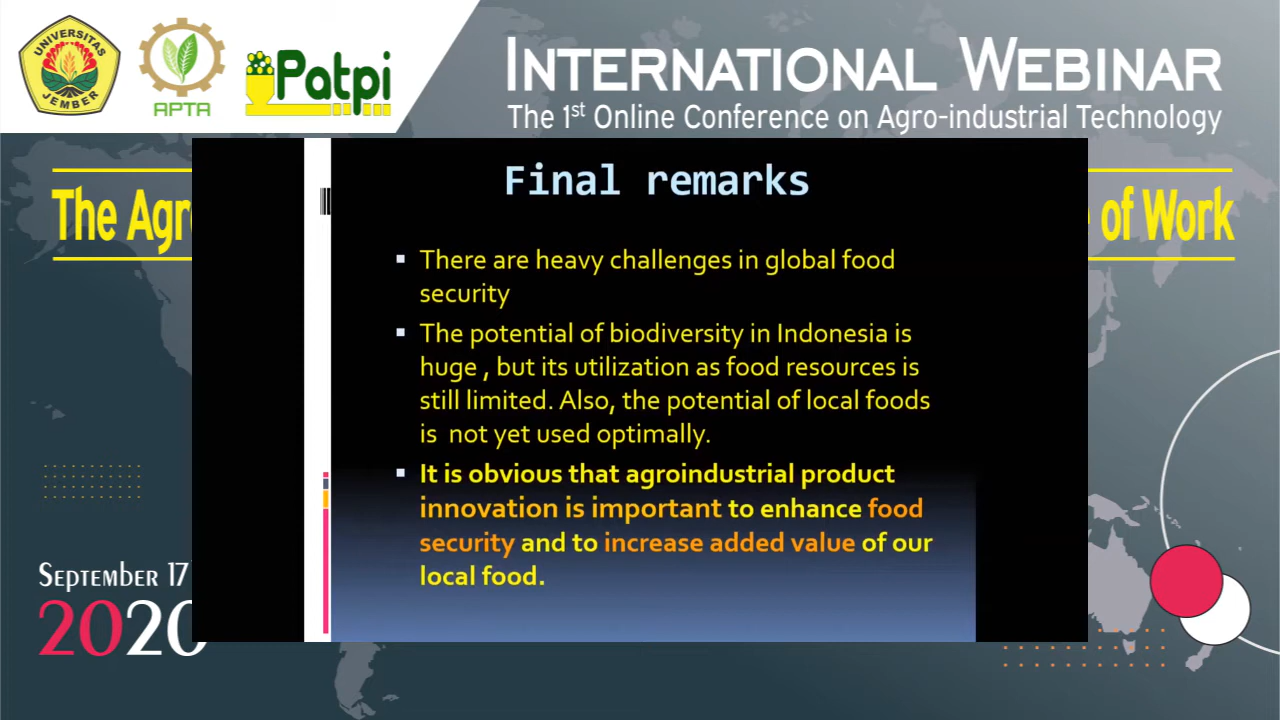 UNIVERSITAS JEMBER
APTA
Patpi
INTERNATIONAL WEBINAR
The 1st Online Conference on Agro-industrial Technology
The
of Work
Final remarks
There are heavy challenges in global food
security
The potential of biodiversity in Indonesia is
huge , but its utilization as food resources is
still limited. Also, the potential of local foods
is not yet used optimally.
It is obvious that agroindustrial product
innovation is important to enhance food
security and to increase added value of our
local food.
SEPTEMBER 17
2020